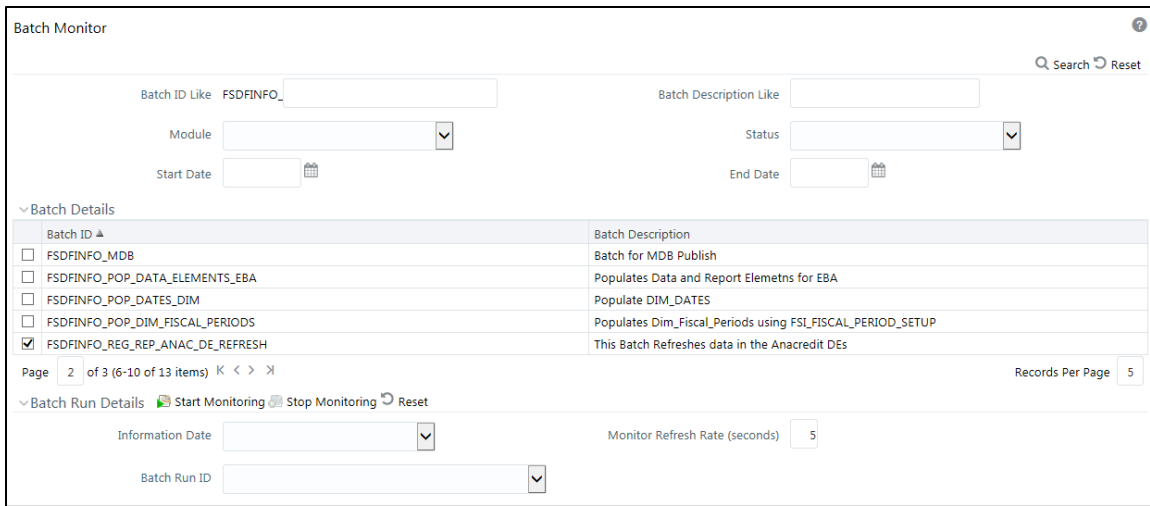 Batch Monitor
?
Search Reset
Batch ID Like FSDFINFO_ Batch Description Like
Module Status
Start Date End Date
Batch Details
Batch ID Batch Description
FSDFINFO_MDB Batch for MDB Publish
FSDFINFO_POP_DATA_ELEMENTS_EBA Populates Data and Report Elemetns for EBA
FSDFINFO_POP_DATES_DIM Populate DIM_DATES
FSDFINFO_POP_DIM_FISCAL_PERIODS Populates Dim_Fiscal_Periods using FSI_FISCAL_PERIOD_SETUP
FSDFINFO_REG_REP_ANAC_DE_REFRESH This Batch Refreshes data in the Anacredit DEs
Page 2 of 3 (6-10 of 13 items) Records Per Page 5
Batch Run Details Start Monitoring Stop Monitoring Reset
Information Date Monitor Refresh Rate (seconds) 5
Batch Run ID